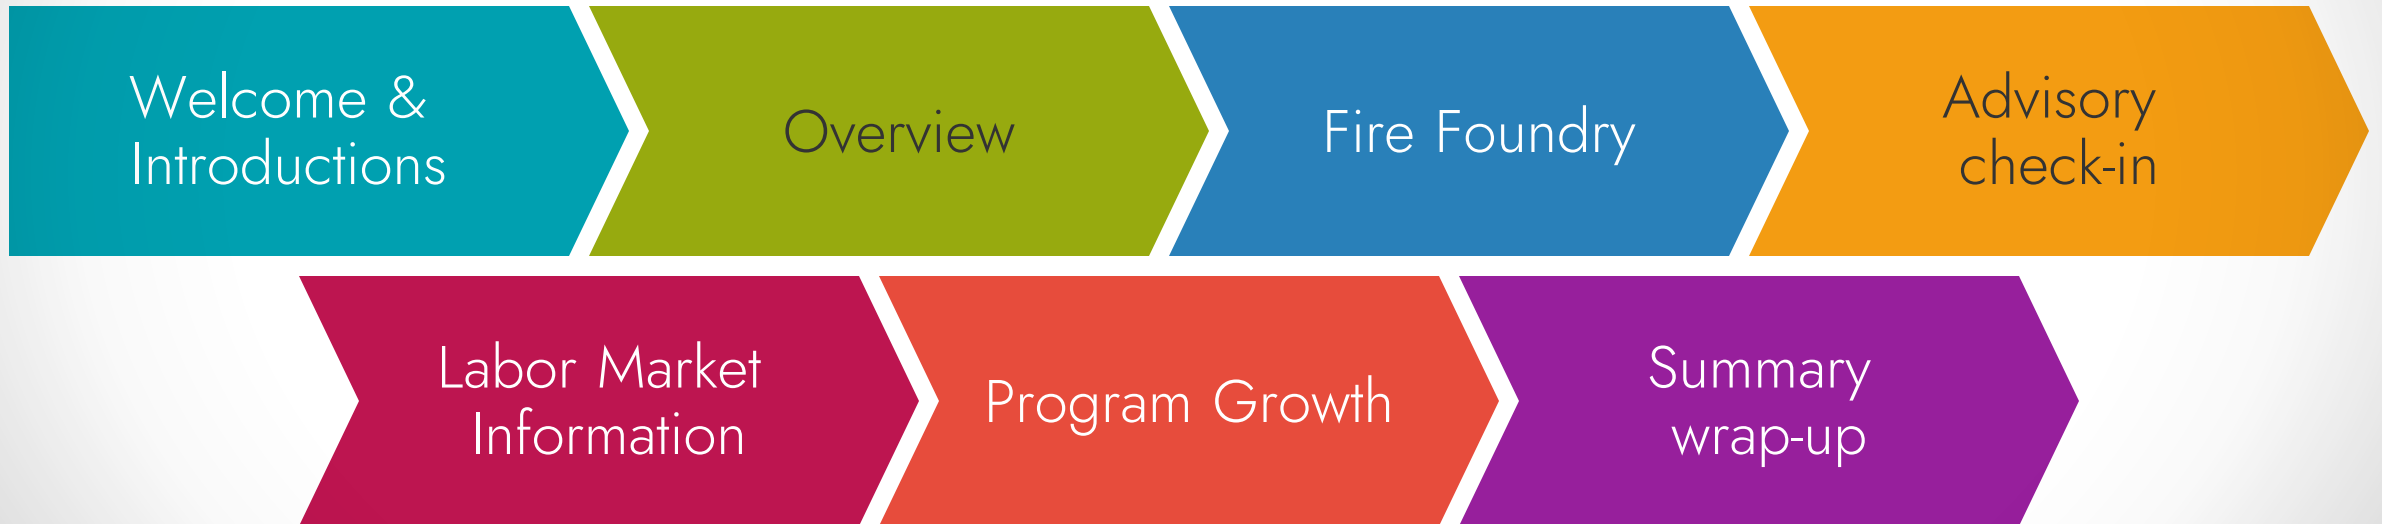 Welcome &
Introductions
Overview
Fire Foundry
Advisory
check-in
Labor Market
Information
Program Growth
Summary
wrap-up